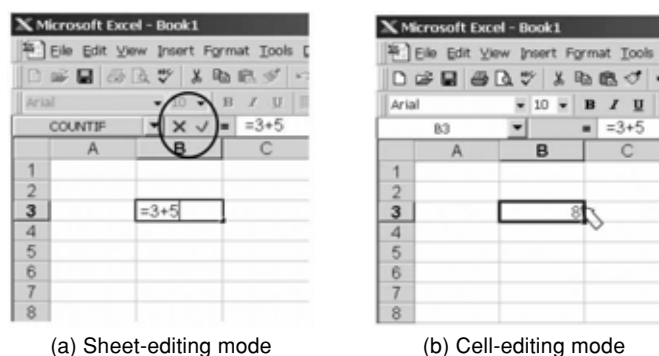 Microsoft Excel - Book1
File Edit View Insert Format Tools
Arial 10 B I U
COUNTIF = =3+5
A B C
1
2
3 =3+5
4
5
6
7
8
(a) Sheet-editing mode
Microsoft Excel - Book1
File Edit View Insert Format Tools
Arial 10 B I U
B3 = =3+5
A B C
1
2
3 8
4
5
6
7
8
(b) Cell-editing mode